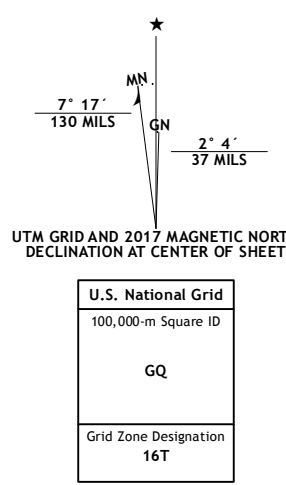 ★
MN
GN
7° 17´
130 MILS
2° 4´
37 MILS
UTM GRID AND 2017 MAGNETIC NORT
DECLINATION AT CENTER OF SHEET
U.S. National Grid
100,000-m Square ID
GQ
Grid Zone Designation
16T